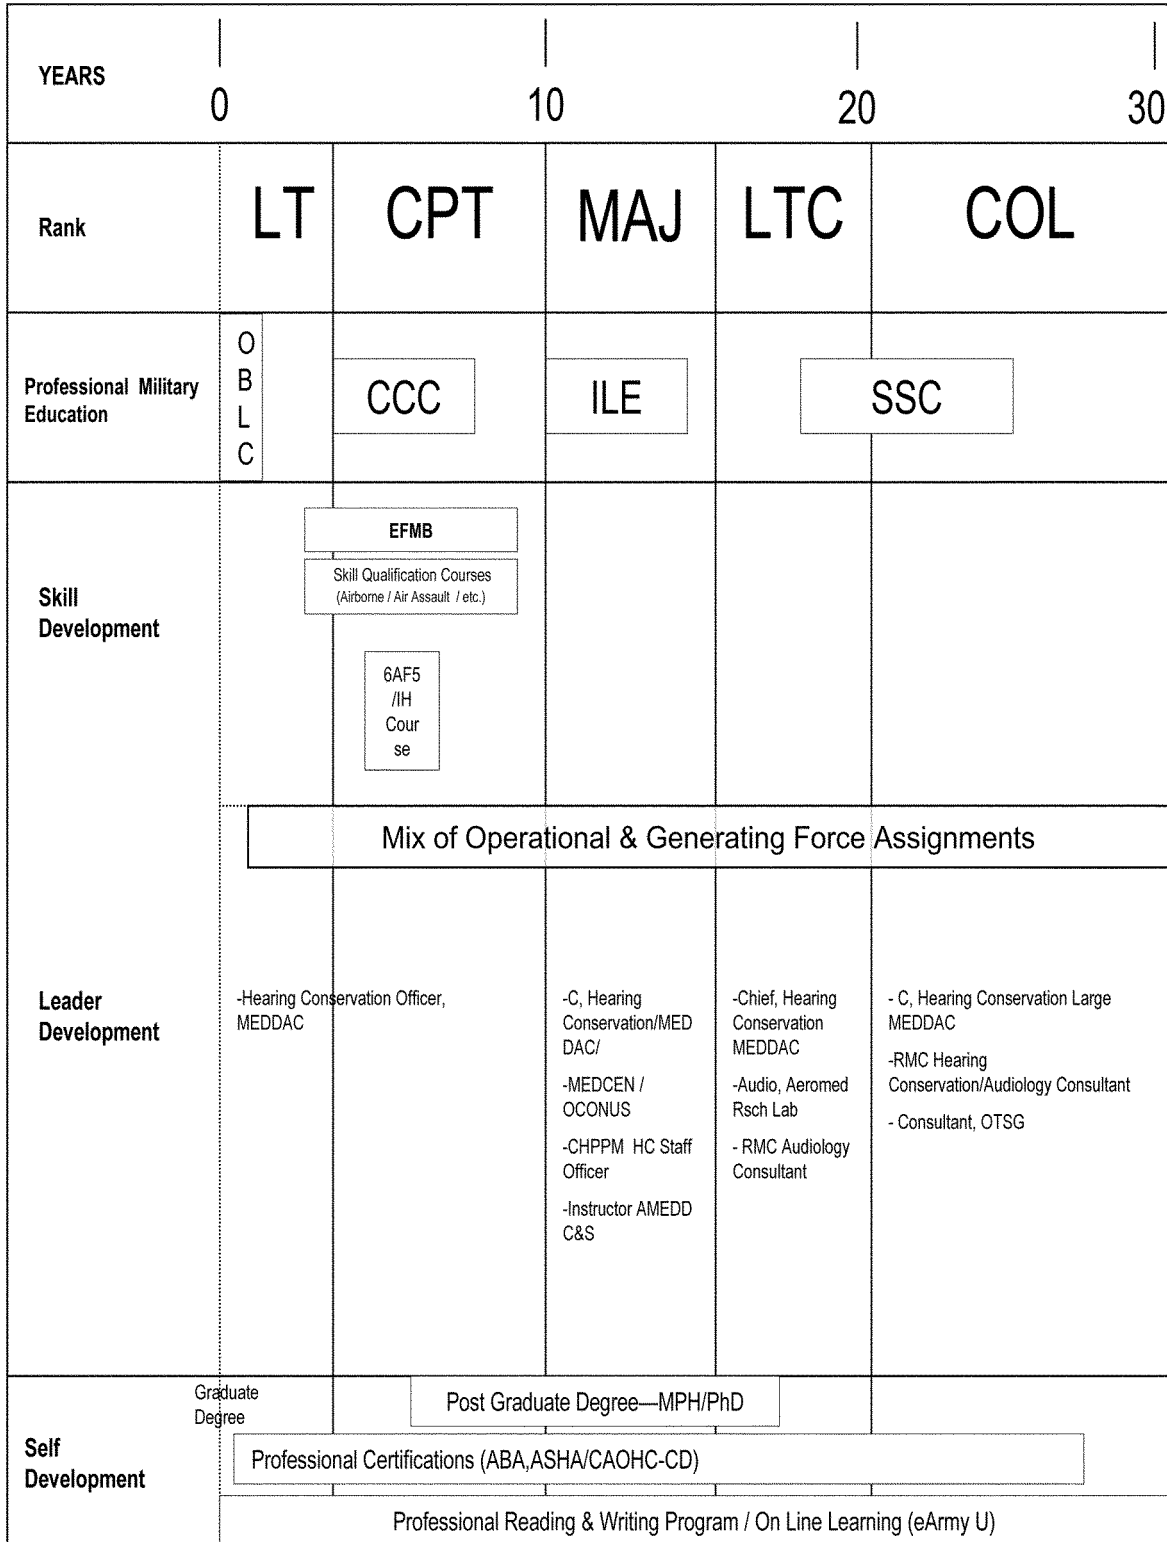 YEARS
0
10
20
30
Rank
LT
CPT
MAJ
LTC
COL
Professional Military
Education
O
B
L
C
CCC
ILE
SSC
Skill
Development
EFMB
Skill Qualification Courses
(Airborne / Air Assault / etc.)
6AF5
/IH
Cour
se
Mix of Operational & Generating Force Assignments
Leader
Development
-Hearing Conservation Officer,
MEDDAC
-C, Hearing
Conservation/MED
DAC/
-MEDCEN /
OCONUS
-CHPPM HC Staff
Officer
-Instructor AMEDD
C&S
-Chief, Hearing
Conservation
MEDDAC
-Audio, Aeromed
Rsch Lab
- RMC Audiology
Consultant
- C, Hearing Conservation Large
MEDDAC
-RMC Hearing
Conservation/Audiology Consultant
- Consultant, OTSG
Self
Development
Graduate
Degree
Post Graduate Degree—MPH/PhD
Professional Certifications (ABA,ASHA/CAOHC-CD)
Professional Reading & Writing Program / On Line Learning (eArmy U)